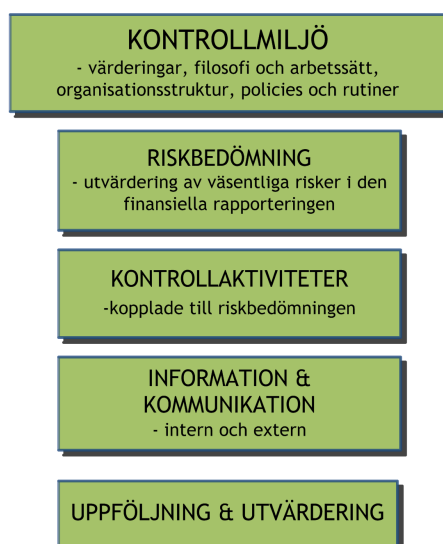 KONTROLLMILJÖ
- värderingar, filosofi och arbetssätt,
organisationsstruktur, policies och rutiner
RISKBEDÖMNING
- utvärdering av väsentliga risker i den
finansiella rapporteringen
KONTROLLAKTIVITETER
-kopplade till riskbedömningen
INFORMATION &
KOMMUNIKATION
- intern och extern
UPPFÖLJNING & UTVÄRDERING